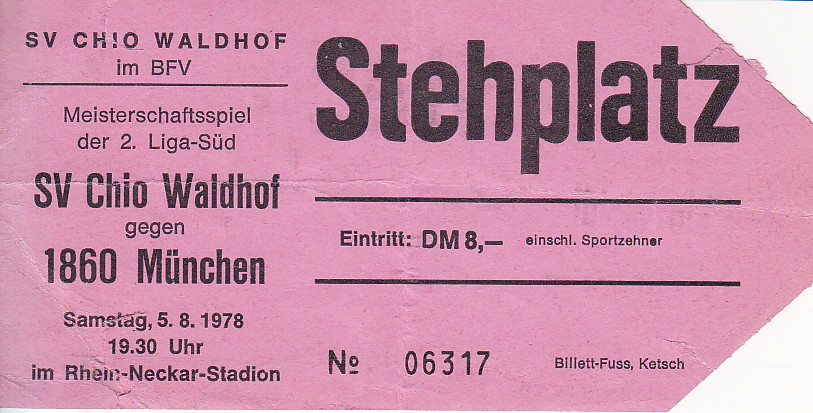 SV CHIO WALDHOF
im BFV
Meisterschaftsspiel
der 2. Liga-Süd
SV Chio Waldhof
gegen
1860 München
Samstag, 5. 8. 1978
19.30 Uhr
im Rhein-Neckar-Stadion
Stehplatz
Eintritt: DM 8,— einschl. Sportzehner
№ 06317
Billett-Fuss, Ketsch